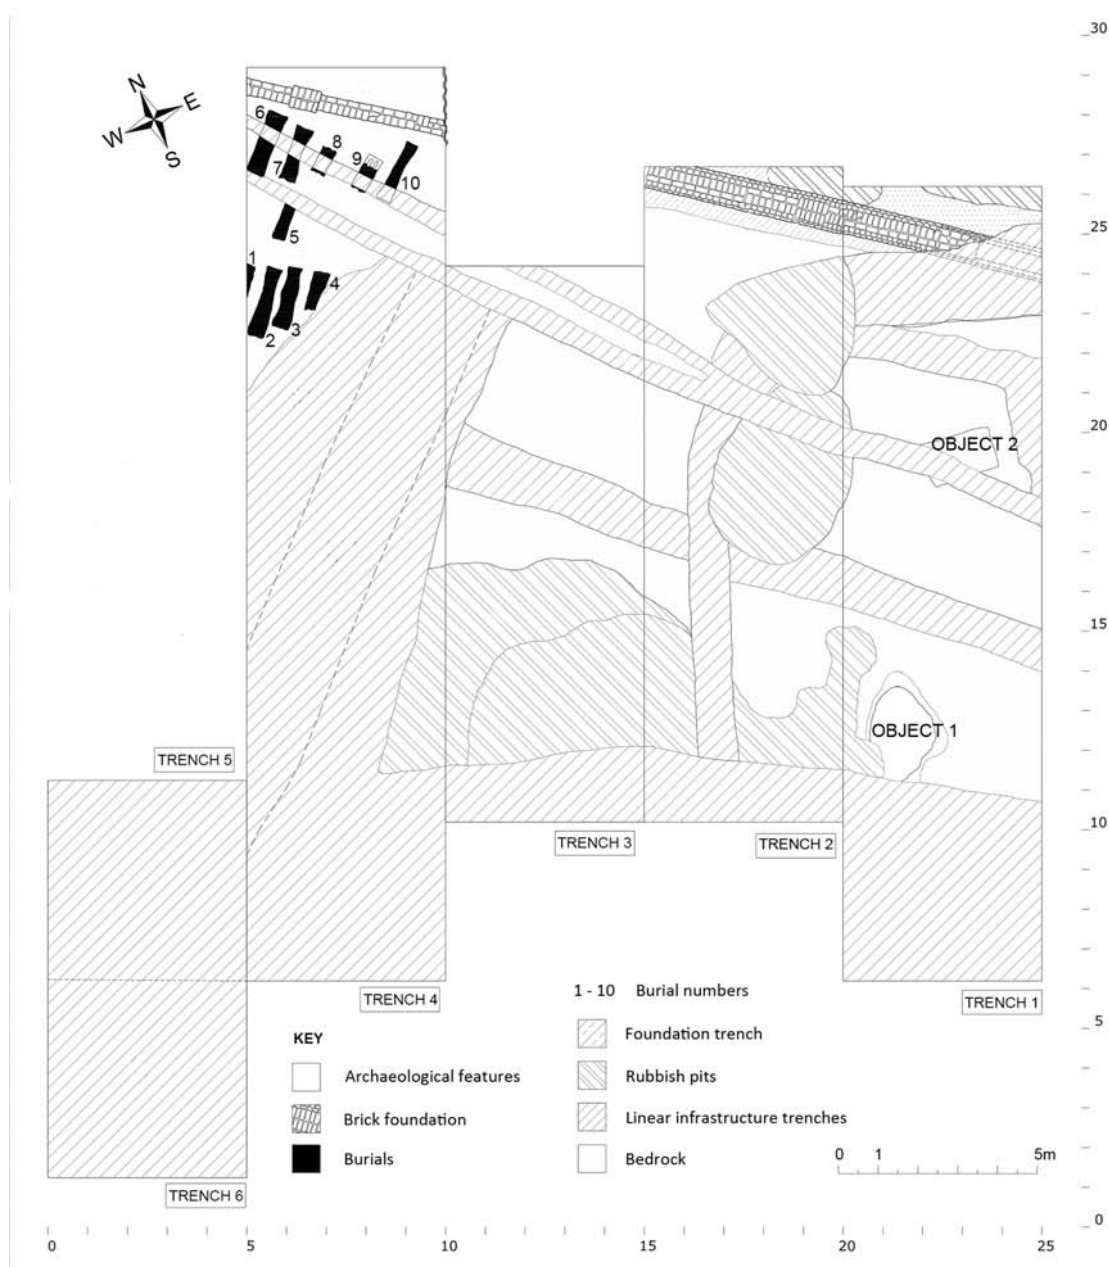 30
N
E
W
S
6
8
9
7
10
25
5
1
4
3
2
20
OBJECT 2
15
OBJECT 1
TRENCH 5
10
TRENCH 3
TRENCH 2
TRENCH 4
1 - 10 Burial numbers
TRENCH 1
5
KEY
Foundation trench
Archaeological features
Rubbish pits
Brick foundation
Linear infrastructure trenches
Burials
Bedrock
0 1 5m
TRENCH 6
0
0 5 10 15 20 25